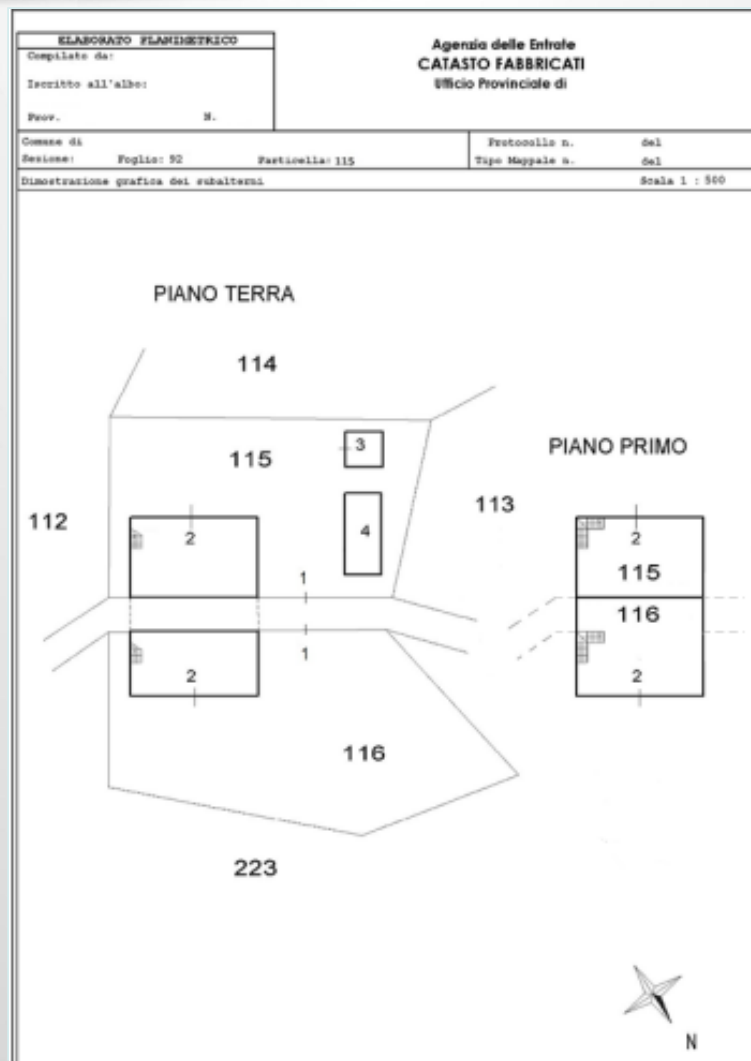 ELABORATO PLANIMETRICO
Compilato da:
Iscritto all'albo:
Prov. N.
Agenzia delle Entrate
CATASTO FABBRICATI
Ufficio Provinciale di
Comune di
Sezione: Foglio: 92 Particella: 115
Protocollo n. del
Tipo Mappale n. del
Dimostrazione grafica dei subalterni Scala 1 : 500
PIANO TERRA
114
3
115
PIANO PRIMO
112
113
2
4
2
1
115
116
1
2
2
116
223
N